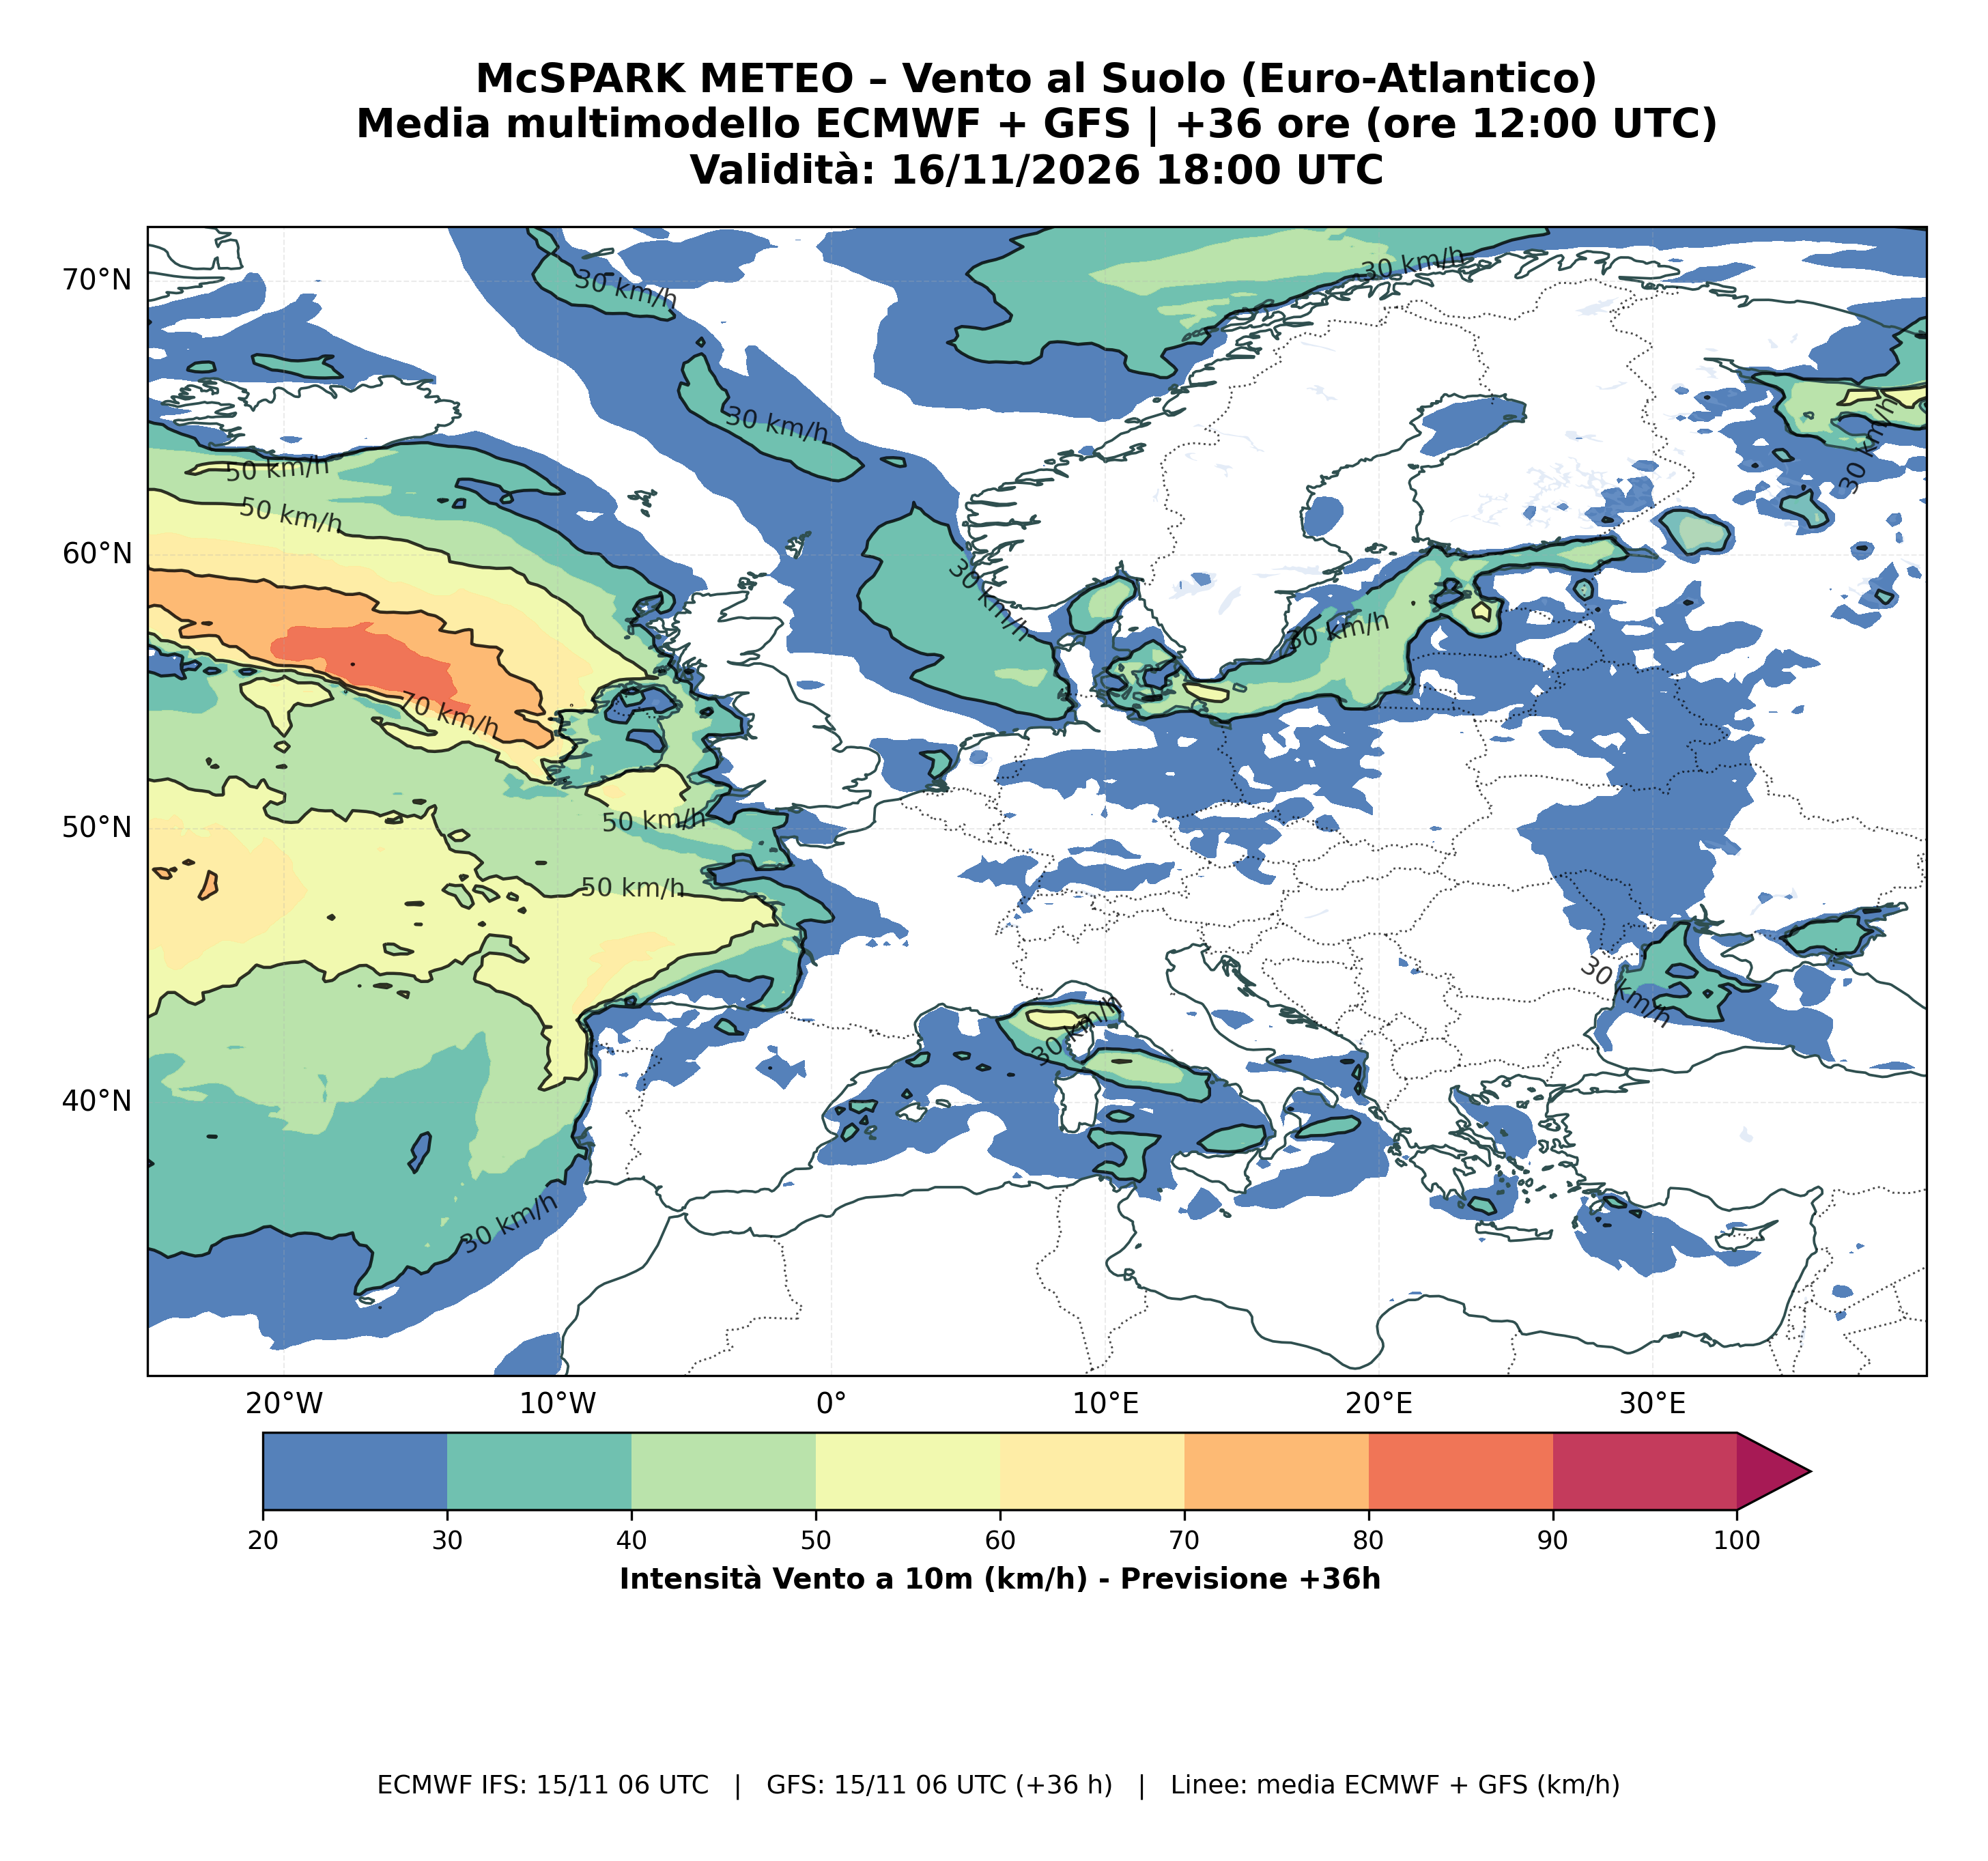 McSPARK METEO – Vento al Suolo (Euro-Atlantico)
Media multimodello ECMWF + GFS | +36 ore (ore 12:00 UTC)
Validità: 16/11/2026 18:00 UTC
70°N
60°N
50°N
40°N
30 km/h
30 km/h
30 km/h
50 km/h
50 km/h
30 km/h
30 km/h
30 km/h
70 km/h
50 km/h
50 km/h
30 km/h
30 km/h
30 km/h
20°W 10°W 0° 10°E 20°E 30°E
20 30 40 50 60 70 80 90 100
Intensità Vento a 10m (km/h) - Previsione +36h
ECMWF IFS: 15/11 06 UTC | GFS: 15/11 06 UTC (+36 h) | Linee: media ECMWF + GFS (km/h)